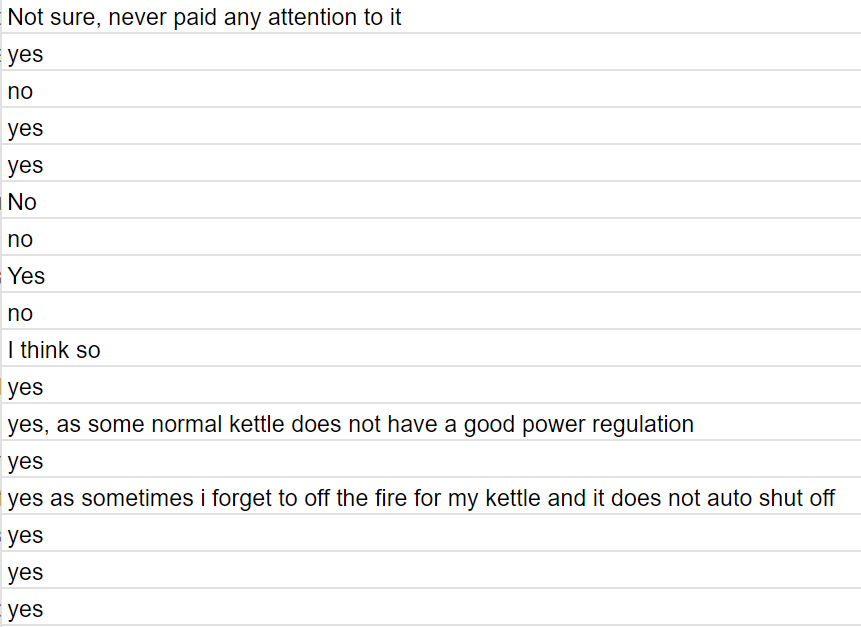 Not sure, never paid any attention to it
yes
no
yes
yes
No
no
Yes
no
I think so
yes
yes, as some normal kettle does not have a good power regulation
yes
yes as sometimes i forget to off the fire for my kettle and it does not auto shut off
yes
yes
yes